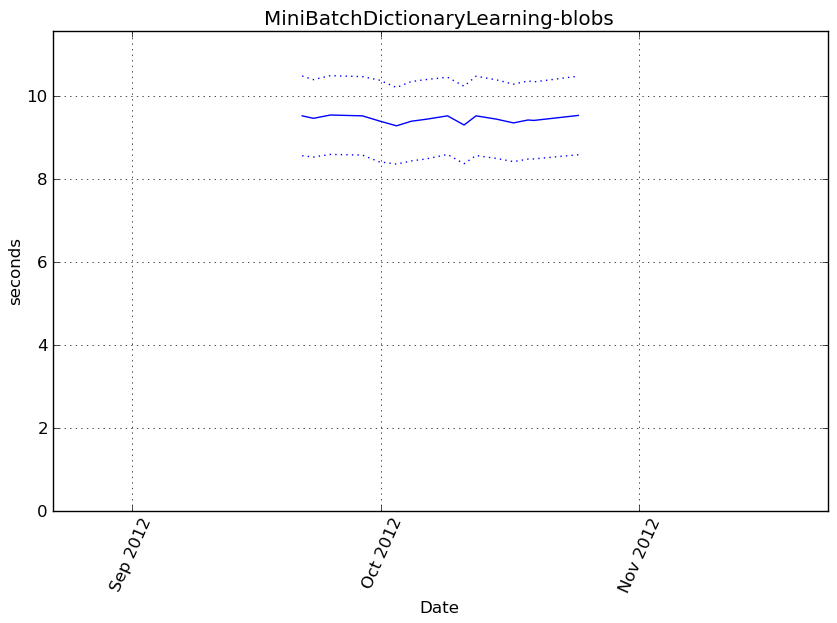 MiniBatchDictionaryLearning-blobs
10
8
6
4
2
0
seconds
Sep 2012
Oct 2012
Nov 2012
Date